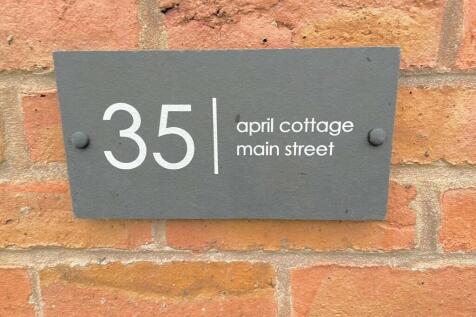 35
april cottage
main street